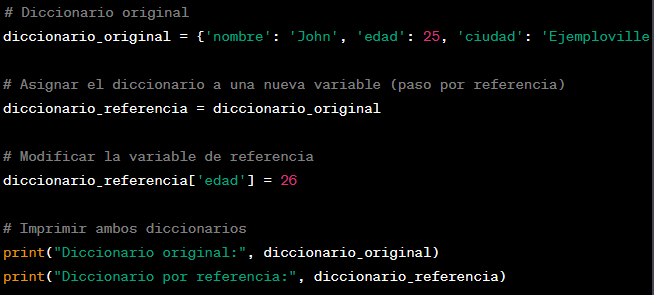 # Diccionario original
diccionario_original = {'nombre': 'John', 'edad': 25, 'ciudad': 'Ejemploville
# Asignar el diccionario a una nueva variable (paso por referencia)
diccionario_referencia = diccionario_original
# Modificar la variable de referencia
diccionario_referencia['edad'] = 26
# Imprimir ambos diccionarios
print("Diccionario original:", diccionario_original)
print("Diccionario por referencia:", diccionario_referencia)